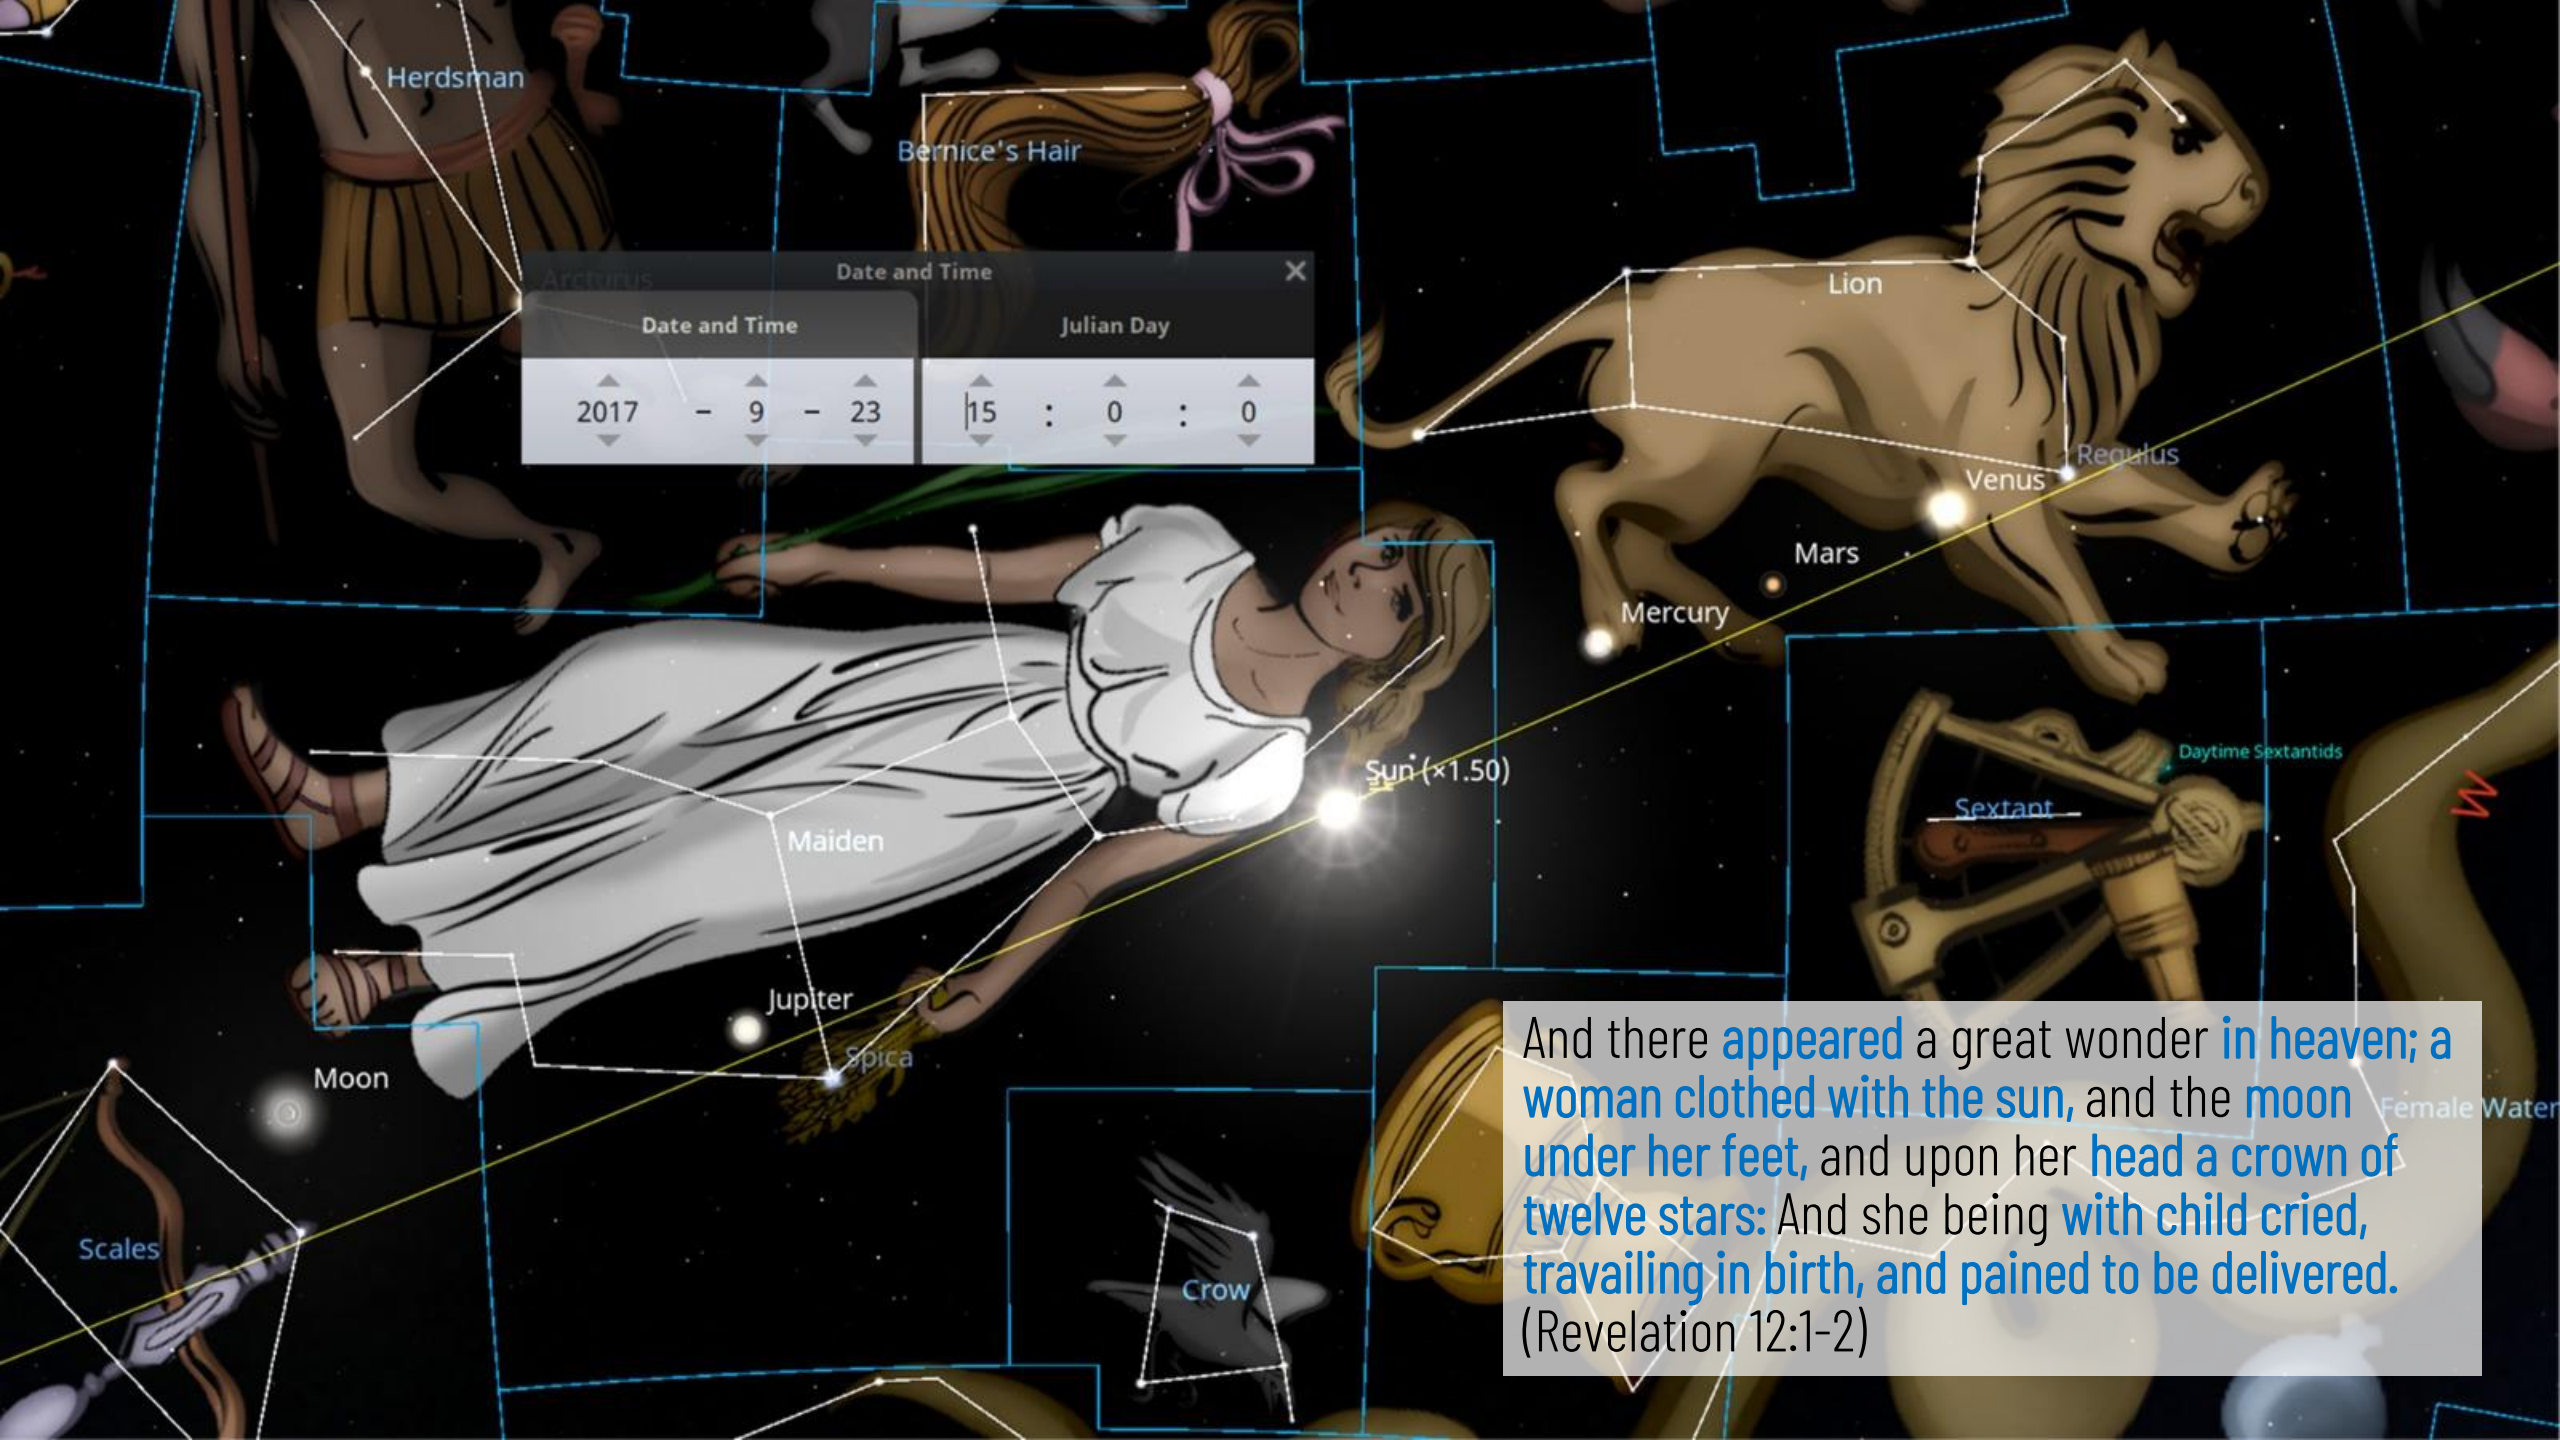 Herdsman
Bernice's Hair
Arcturus
Date and Time
Date and Time
Julian Day
2017 - 9 - 23
15 : 0 : 0
Lion
Regulus
Venus
Mars
Mercury
Sun (×1.50)
Daytime Sextantids
Sextant
W
Maiden
Jupiter
Spica
Moon
Scales
Crow
Female Water
And there appeared a great wonder in heaven; a
woman clothed with the sun, and the moon
under her feet, and upon her head a crown of
twelve stars: And she being with child cried,
travailing in birth, and pained to be delivered.
(Revelation 12:1-2)